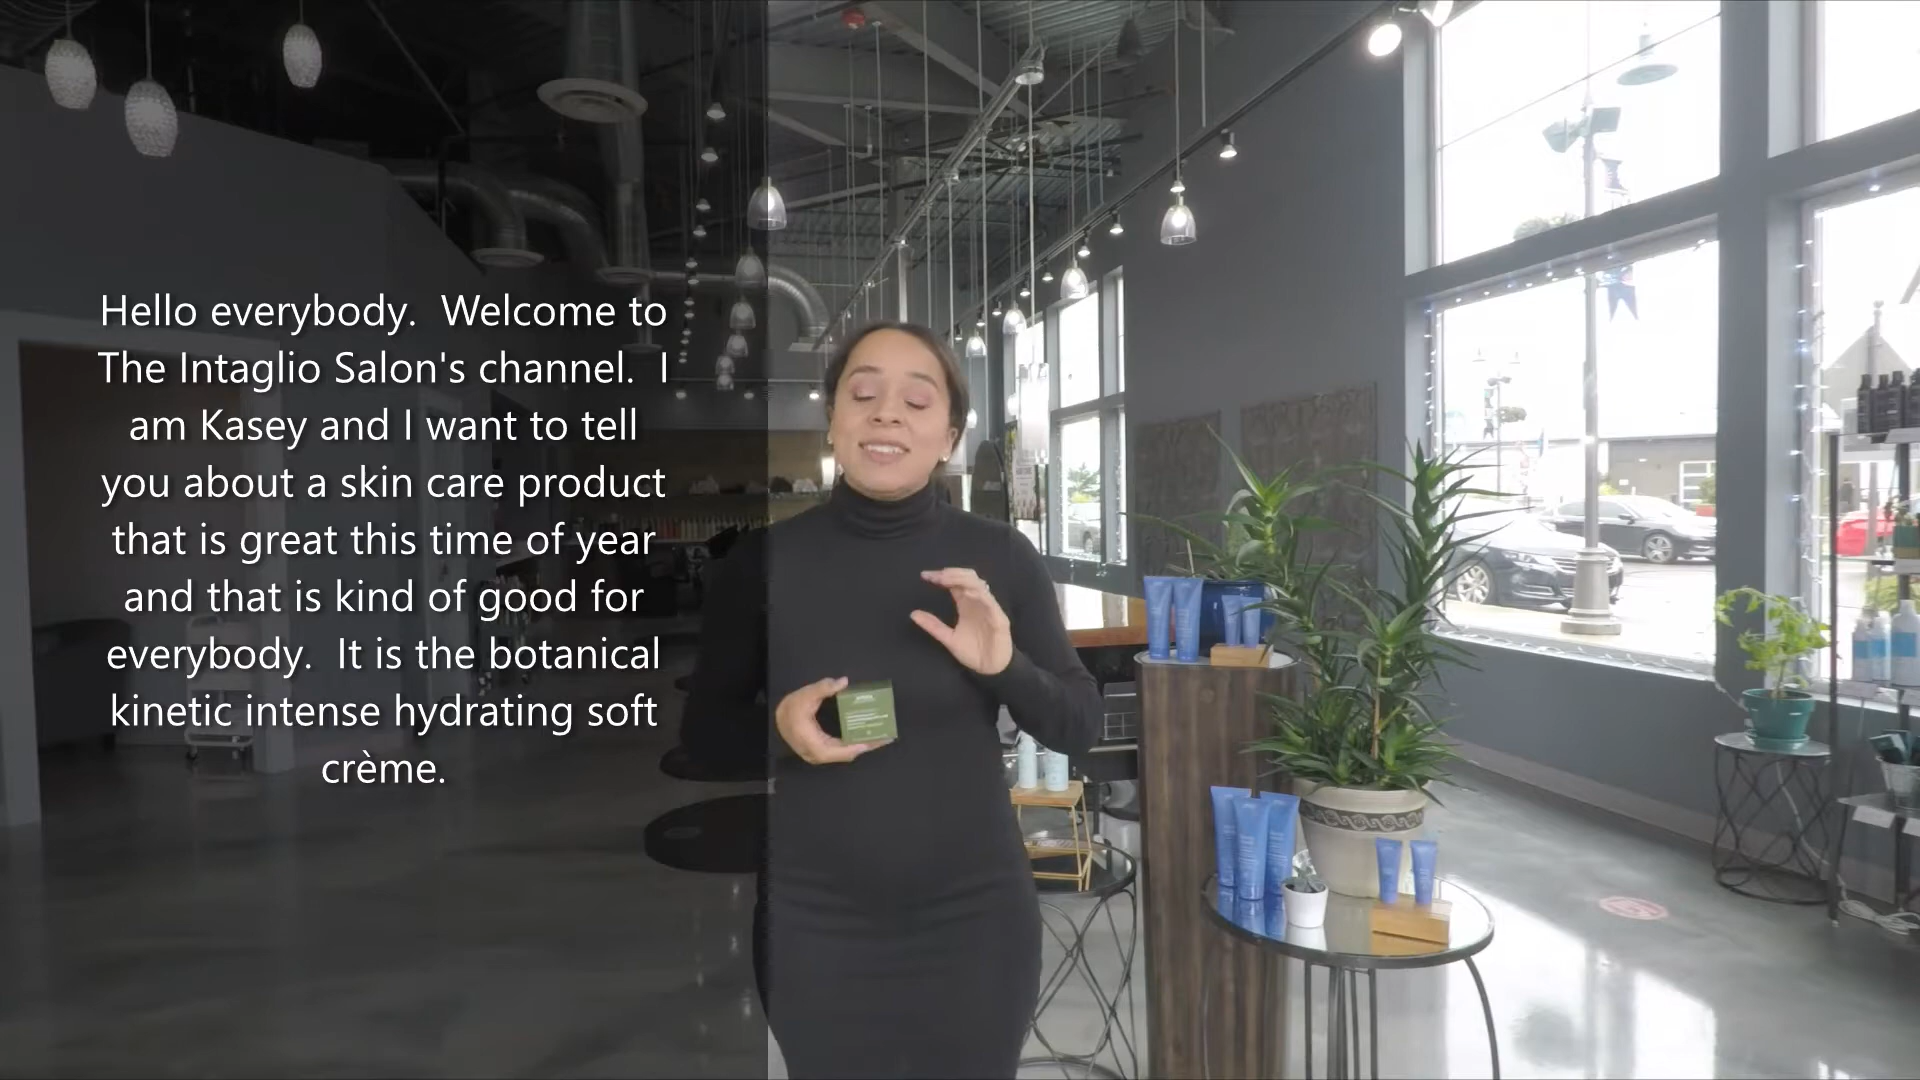 Hello everybody.  Welcome to
The Intaglio Salon's channel.  I
am Kasey and I want to tell
you about a skin care product
that is great this time of year
and that is kind of good for
everybody.  It is the botanical
kinetic intense hydrating soft
crème.